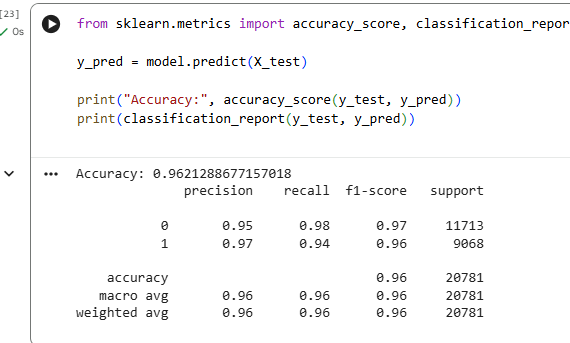 [23]
from sklearn.metrics import accuracy_score, classification_repor
0s
y_pred = model.predict(X_test)
print("Accuracy:", accuracy_score(y_test, y_pred))
print(classification_report(y_test, y_pred))
Accuracy: 0.9621288677157018
precision recall f1-score support
0 0.95 0.98 0.97 11713
1 0.97 0.94 0.96 9068
accuracy 0.96 20781
macro avg 0.96 0.96 0.96 20781
weighted avg 0.96 0.96 0.96 20781